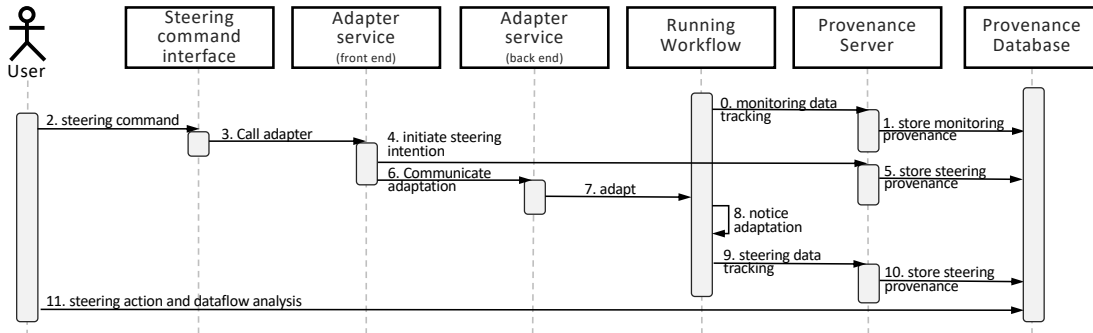 User
Steering
command
interface
Adapter
service
(front end)
Adapter
service
(back end)
Running
Workflow
Provenance
Server
Provenance
Database
0. monitoring data
tracking
1. store monitoring
provenance
2. steering command
3. Call adapter
4. initiate steering
intention
5. store steering
provenance
6. Communicate
adaptation
7. adapt
8. notice
adaptation
9. steering data
tracking
10. store steering
provenance
11. steering action and dataflow analysis